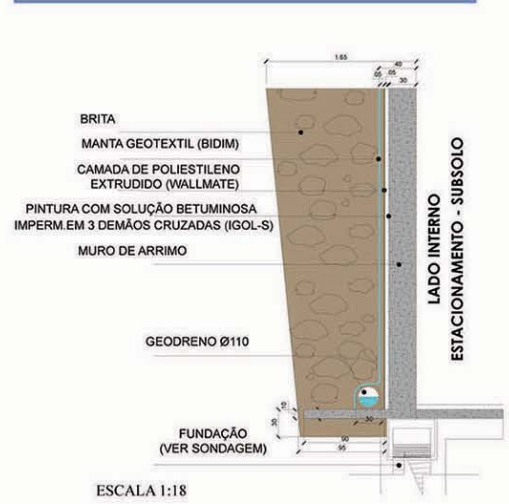 1.65
.40
.05 .05
.30
BRITA
MANTA GEOTEXTIL (BIDIM)
CAMADA DE POLIESTILENO
EXTRUDIDO (WALLMATE)
PINTURA COM SOLUÇÃO BETUMINOSA
IMPERM.EM 3 DEMÃOS CRUZADAS (IGOL-S)
MURO DE ARRIMO
LADO INTERNO
ESTACIONAMENTO - SUBSOLO
GEODRENO Ø110
.10
.30
.30
FUNDAÇÃO
(VER SONDAGEM)
.90
.95
ESCALA 1:18